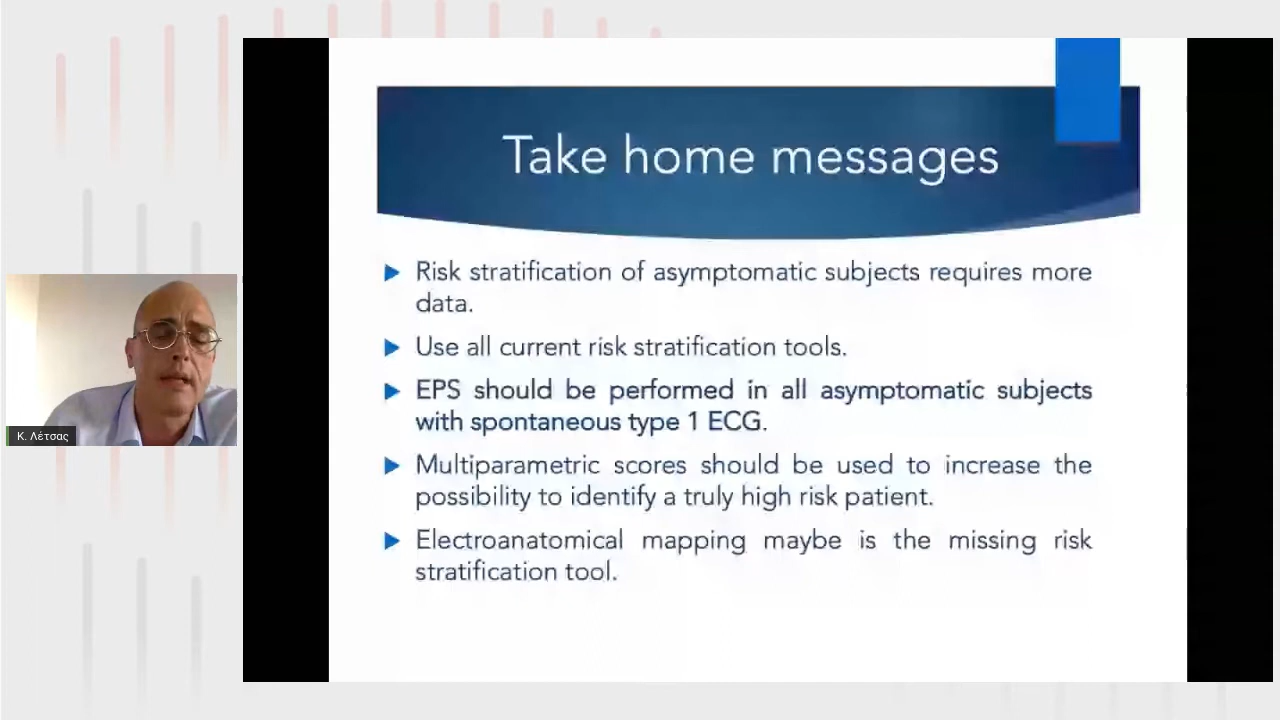 Take home messages
Risk stratification of asymptomatic subjects requires more
data.
Use all current risk stratification tools.
EPS should be performed in all asymptomatic subjects
with spontaneous type 1 ECG.
Multiparametric scores should be used to increase the
possibility to identify a truly high risk patient.
Electroanatomical mapping maybe is the missing risk
stratification tool.
Κ. Λέτσας